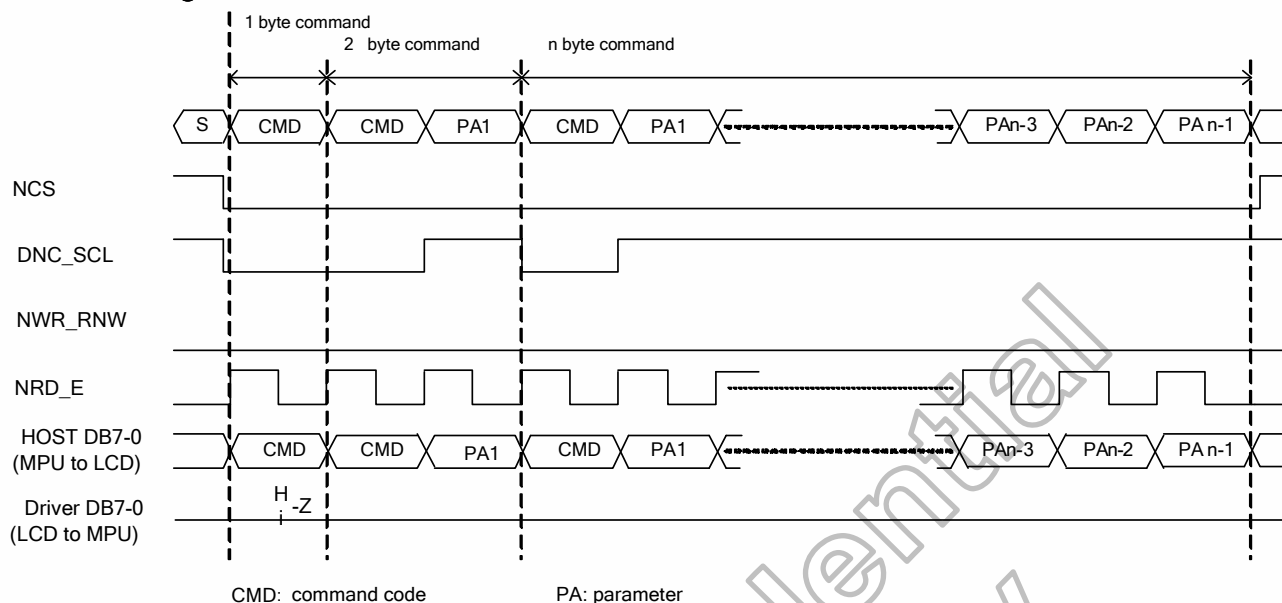 1 byte command
2 byte command n byte command
S CMD CMD PA1 CMD PA1 PAn-3 PAn-2 PA n-1
NCS
DNC_SCL
NWR_RNW
NRD_E
HOST DB7-0
(MPU to LCD)
CMD CMD PA1 CMD PA1 PAn-3 PAn-2 PA n-1
Driver DB7-0
(LCD to MPU)
Hi-Z
CMD: command code PA: parameter